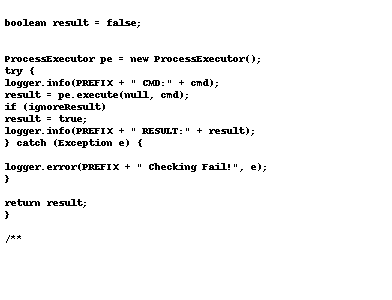 boolean result = false;
ProcessExecutor pe = new ProcessExecutor();
try {
logger.info(PREFIX + " CMD:" + cmd);
result = pe.execute(null, cmd);
if (ignoreResult)
result = true;
logger.info(PREFIX + " RESULT:" + result);
} catch (Exception e) {
logger.error(PREFIX + " Checking Fail!", e);
}
return result;
}
/**